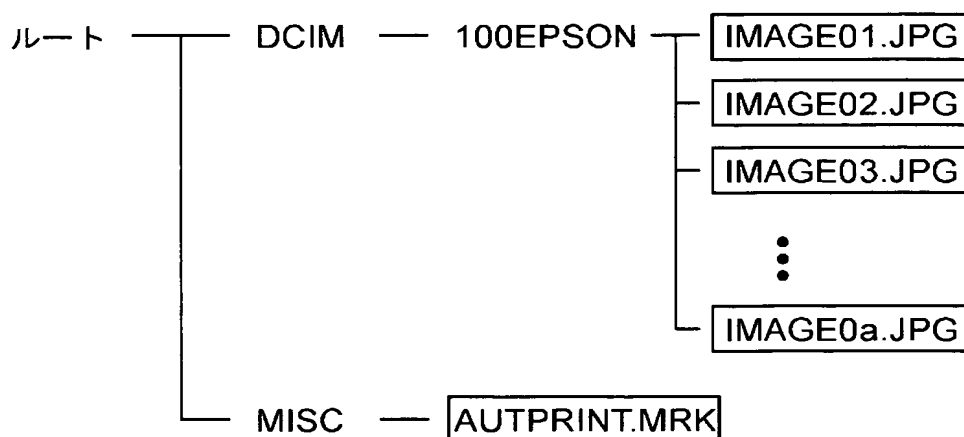 ルート DCIM 100EPSON IMAGE01.JPG
IMAGE02.JPG
IMAGE03.JPG
IMAGE0a.JPG
MISC AUTPRINT.MRK